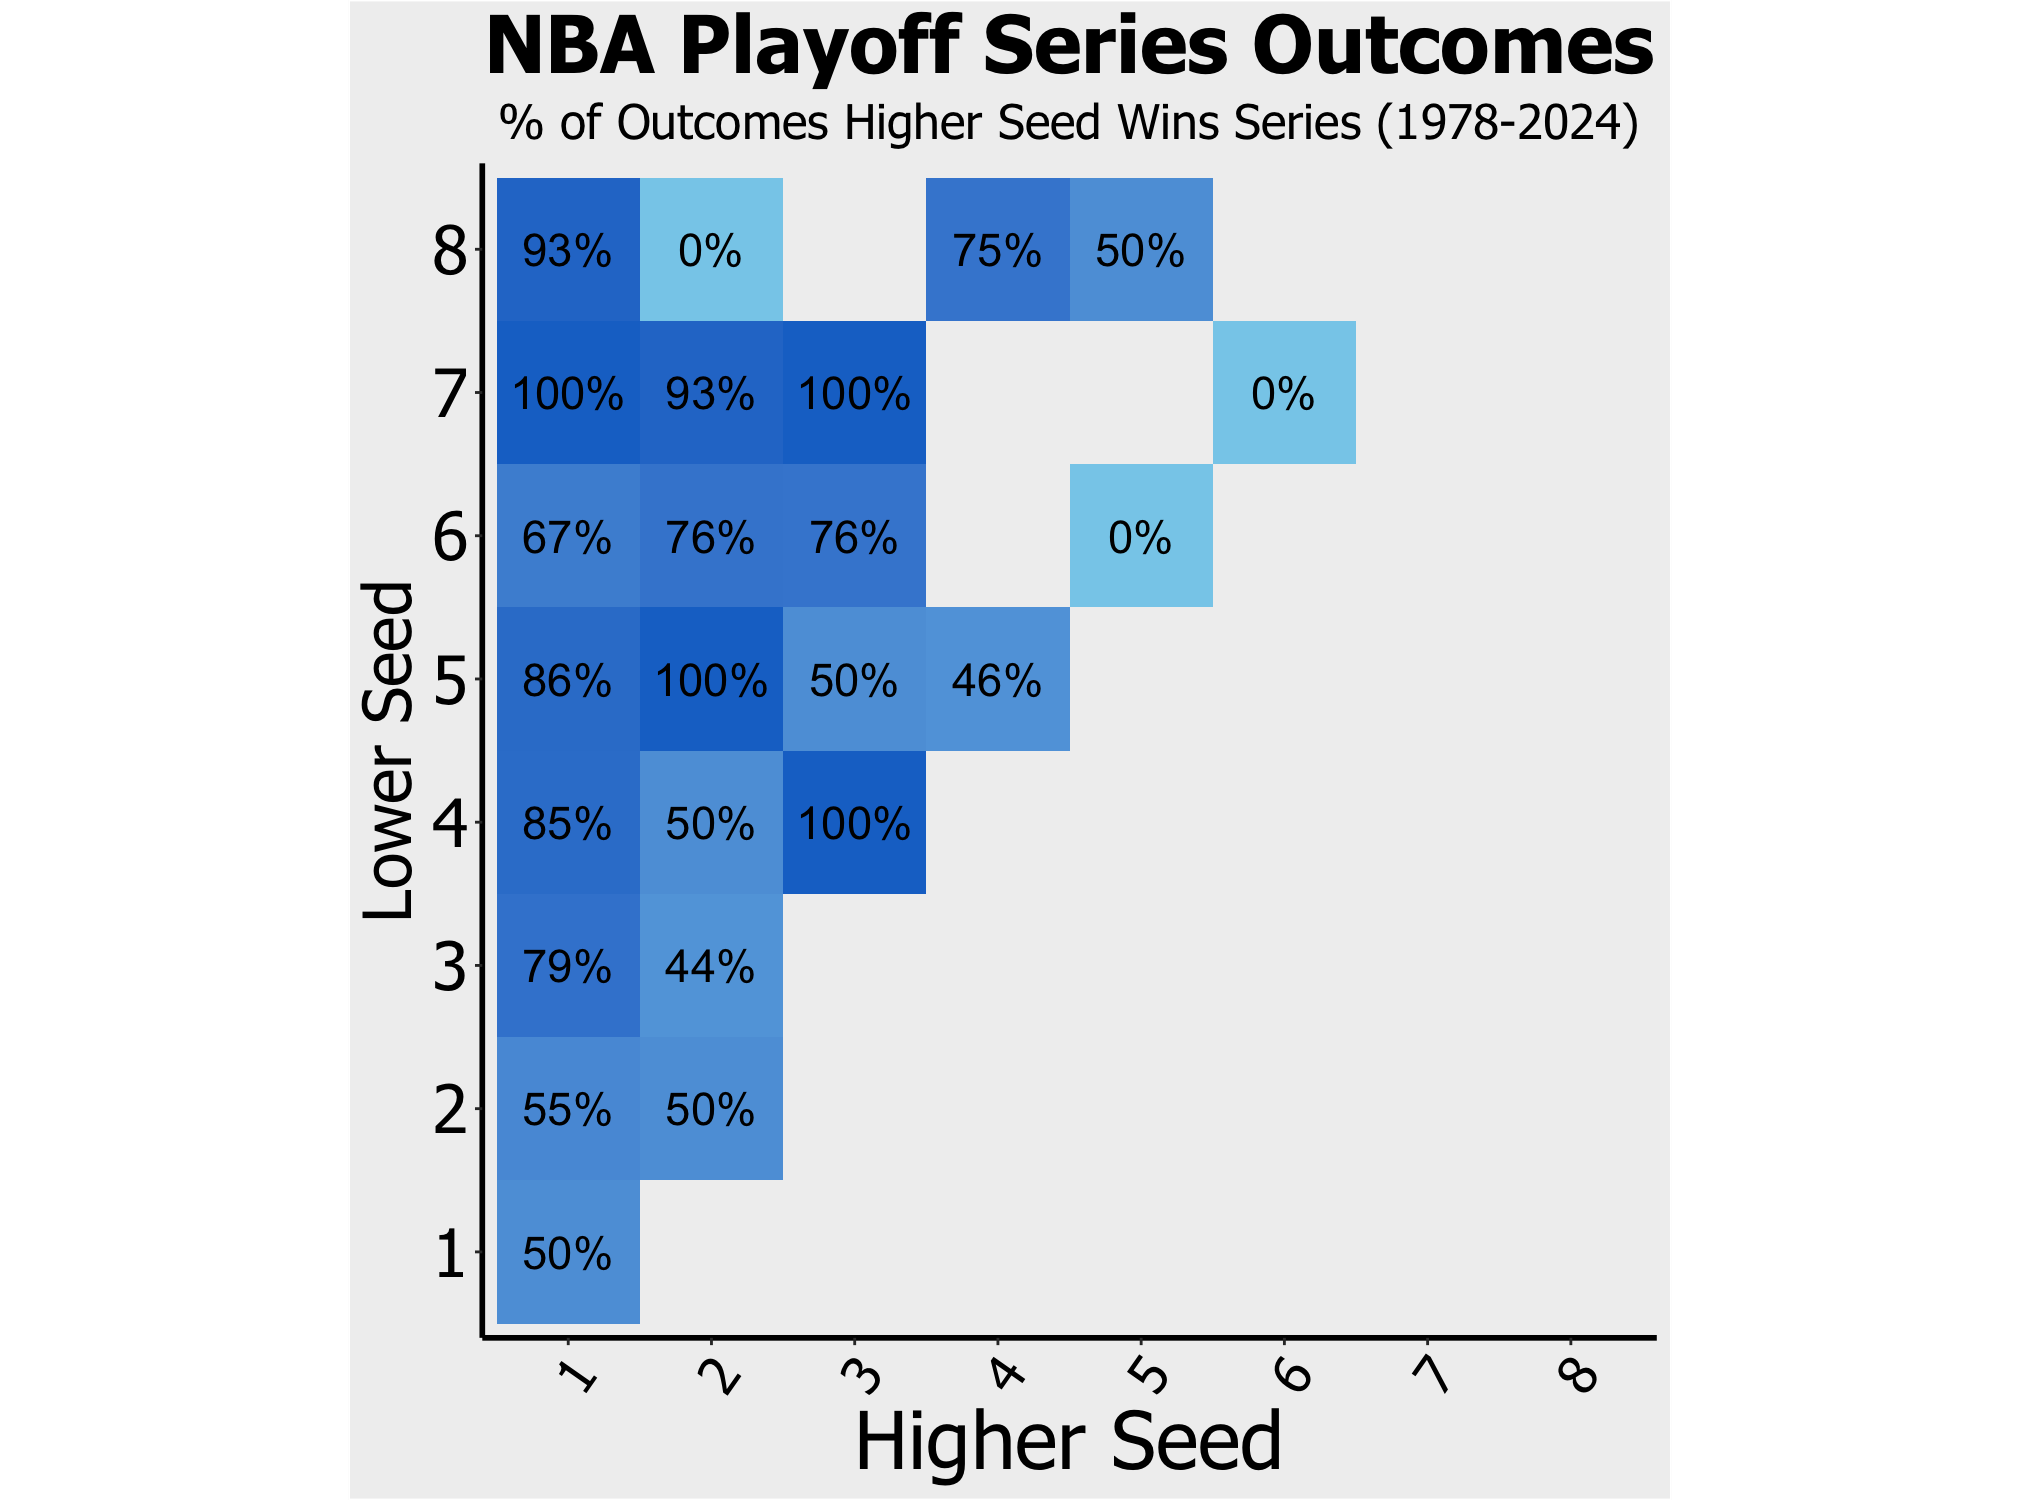 NBA Playoff Series Outcomes
% of Outcomes Higher Seed Wins Series (1978-2024)
8 93% 0% 75% 50%
7 100% 93% 100% 0%
6 67% 76% 76% 0%
5 86% 100% 50% 46%
4 85% 50% 100%
3 79% 44%
2 55% 50%
1 50%
Lower Seed
1 2 3 4 5 6 7 8
Higher Seed